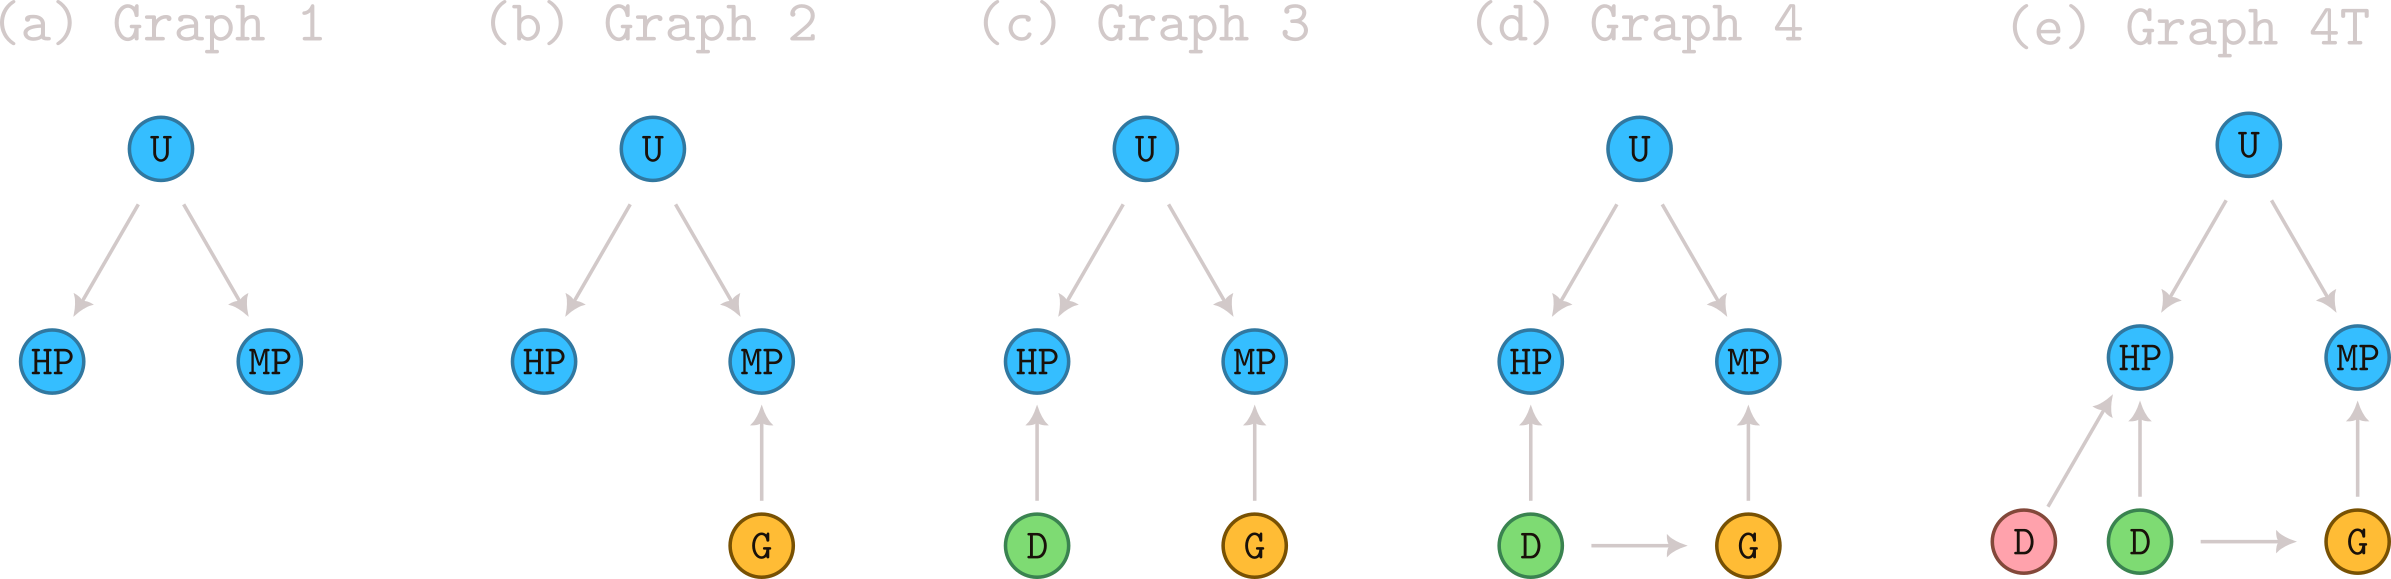 (a) Graph 1
(b) Graph 2
(c) Graph 3
(d) Graph 4
(e) Graph 4T
U
U
U
U
U
HP
MP
HP
MP
HP
MP
HP
MP
HP
MP
G
D
G
D
G
D
D
G